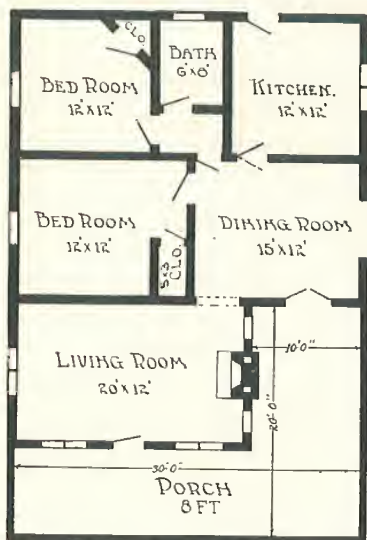 CLO.
BATH
6'X8'
BED ROOM
12'X12'
KITCHEN.
12'X12'
BED ROOM
12'X12'
DINING ROOM
15'X12'
5X3
CLO.
LIVING ROOM
20'X12'
10'-0"
20'-0"
30'-0"
PORCH
8 FT